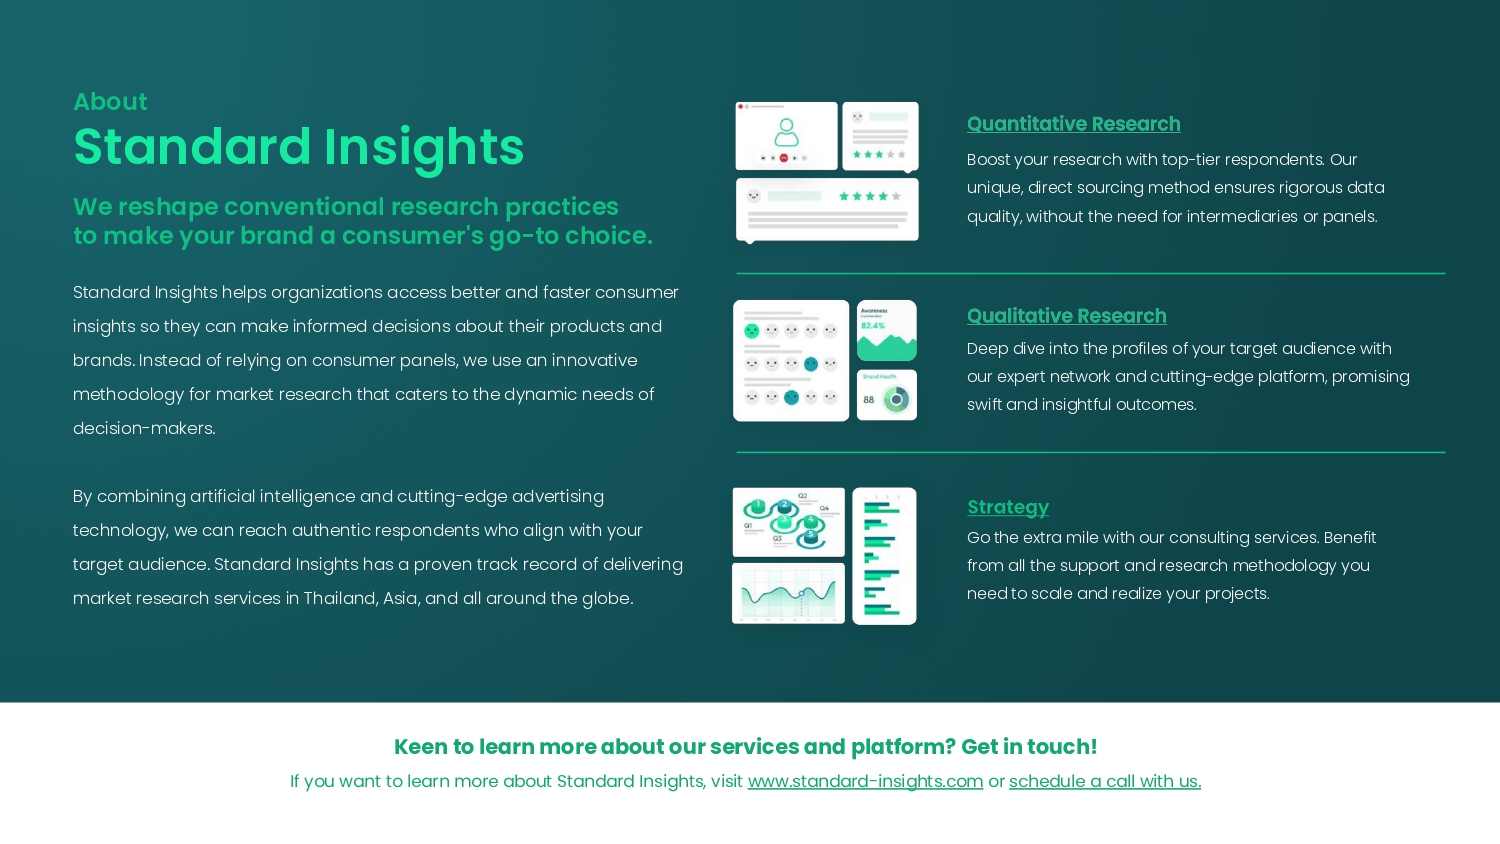 About
Standard Insights
We reshape conventional research practices
to make your brand a consumer's go-to choice.
Standard Insights helps organizations access better and faster consumer
insights so they can make informed decisions about their products and
brands. Instead of relying on consumer panels, we use an innovative
methodology for market research that caters to the dynamic needs of
decision-makers.
By combining artificial intelligence and cutting-edge advertising
technology, we can reach authentic respondents who align with your
target audience. Standard Insights has a proven track record of delivering
market research services in Thailand, Asia, and all around the globe.
Quantitative Research
Boost your research with top-tier respondents. Our
unique, direct sourcing method ensures rigorous data
quality, without the need for intermediaries or panels.
Awareness
82.4%
Brand Health
88
Qualitative Research
Deep dive into the profiles of your target audience with
our expert network and cutting-edge platform, promising
swift and insightful outcomes.
Q1
Q2
Q3
Q4
Strategy
Go the extra mile with our consulting services. Benefit
from all the support and research methodology you
need to scale and realize your projects.
Keen to learn more about our services and platform? Get in touch!
If you want to learn more about Standard Insights, visit www.standard-insights.com or schedule a call with us.